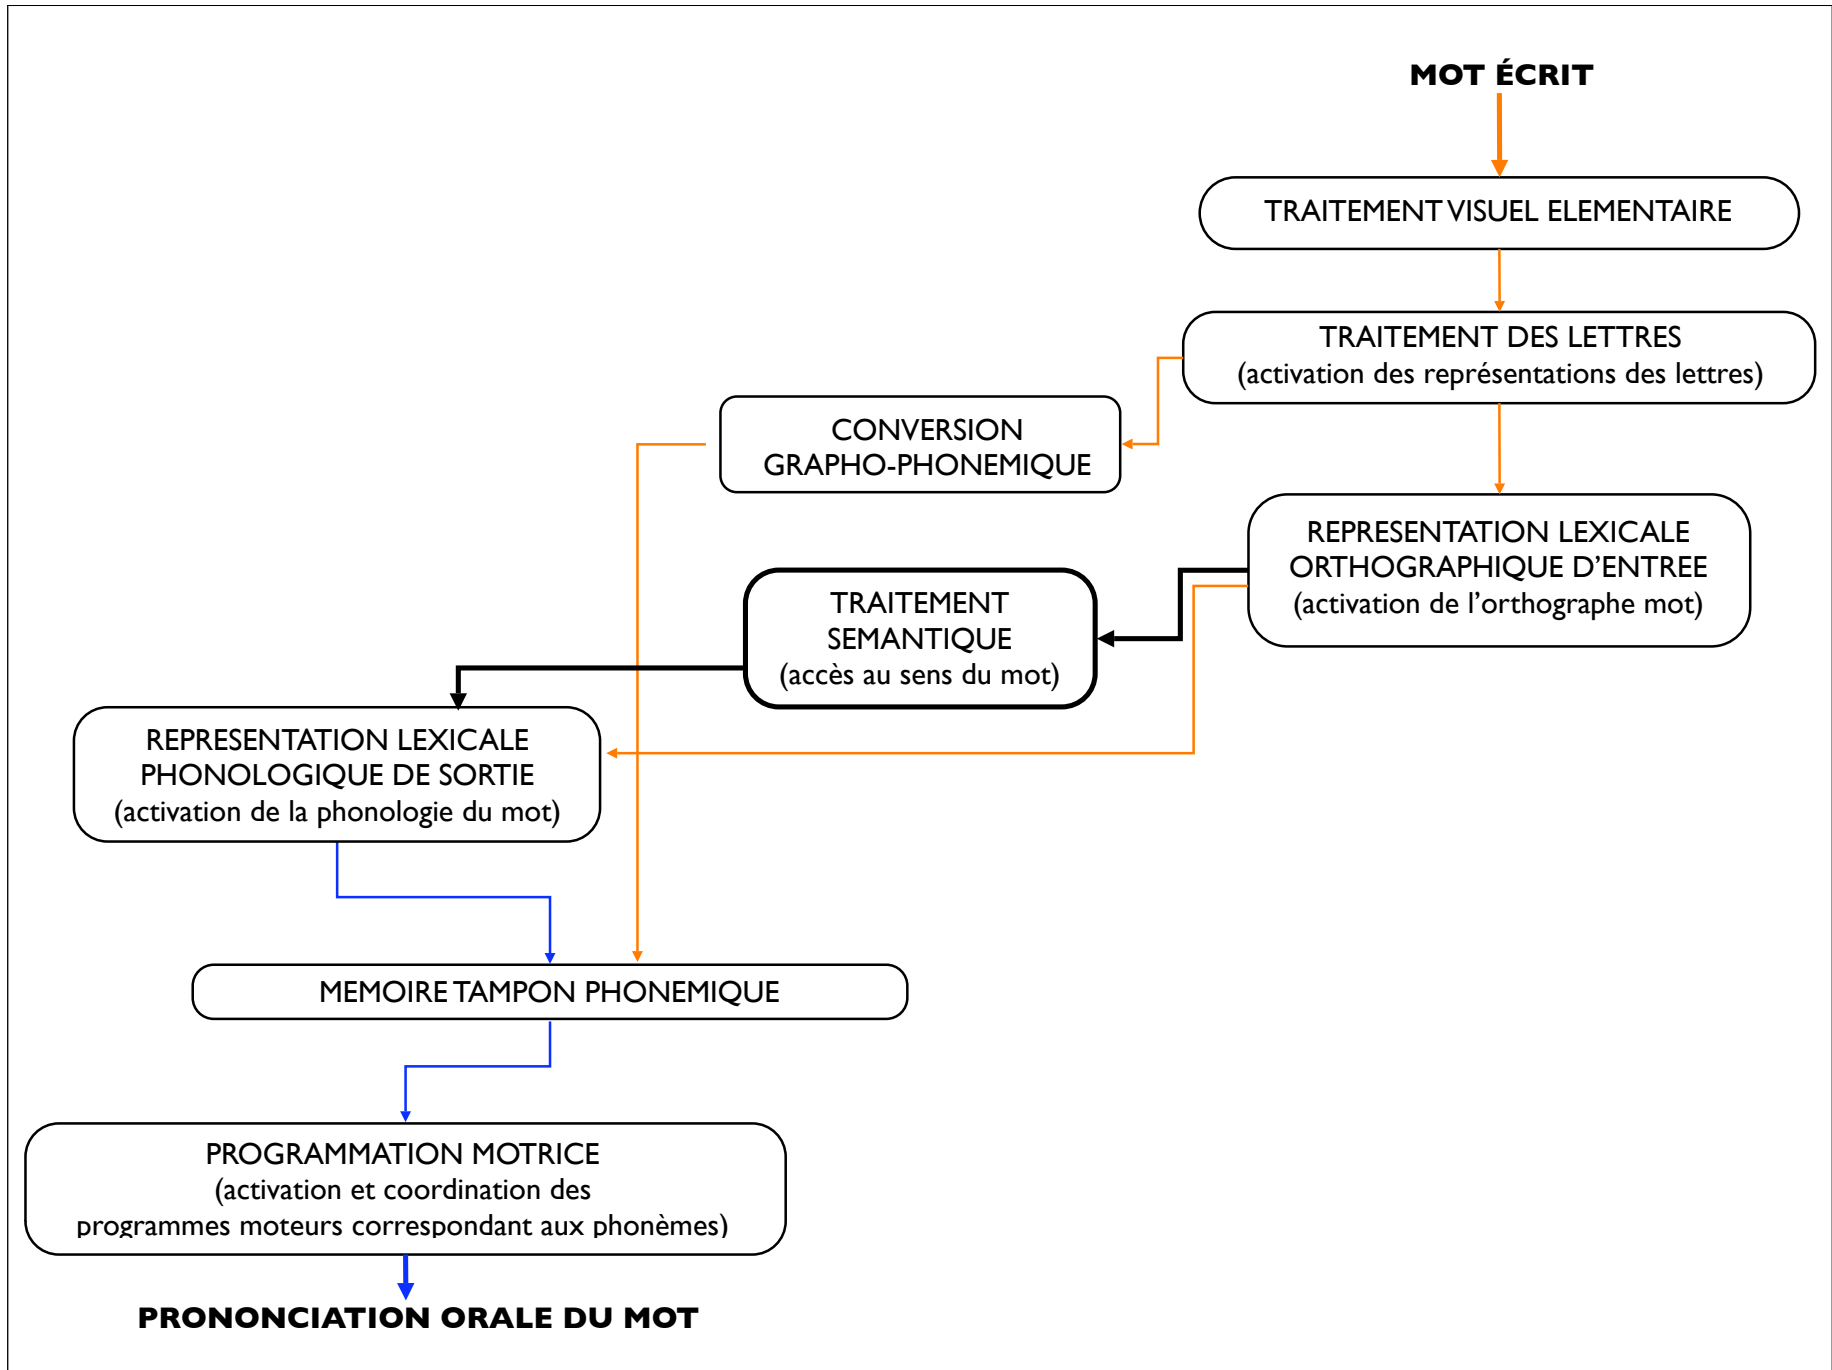 MOT ÉCRIT
TRAITEMENT VISUEL ELEMENTAIRE
TRAITEMENT DES LETTRES
(activation des représentations des lettres)
CONVERSION
GRAPHO-PHONEMIQUE
REPRESENTATION LEXICALE
ORTHOGRAPHIQUE D’ENTREE
(activation de l’orthographe mot)
TRAITEMENT
SEMANTIQUE
(accès au sens du mot)
REPRESENTATION LEXICALE
PHONOLOGIQUE DE SORTIE
(activation de la phonologie du mot)
MEMOIRE TAMPON PHONEMIQUE
PROGRAMMATION MOTRICE
(activation et coordination des
programmes moteurs correspondant aux phonèmes)
PRONONCIATION ORALE DU MOT